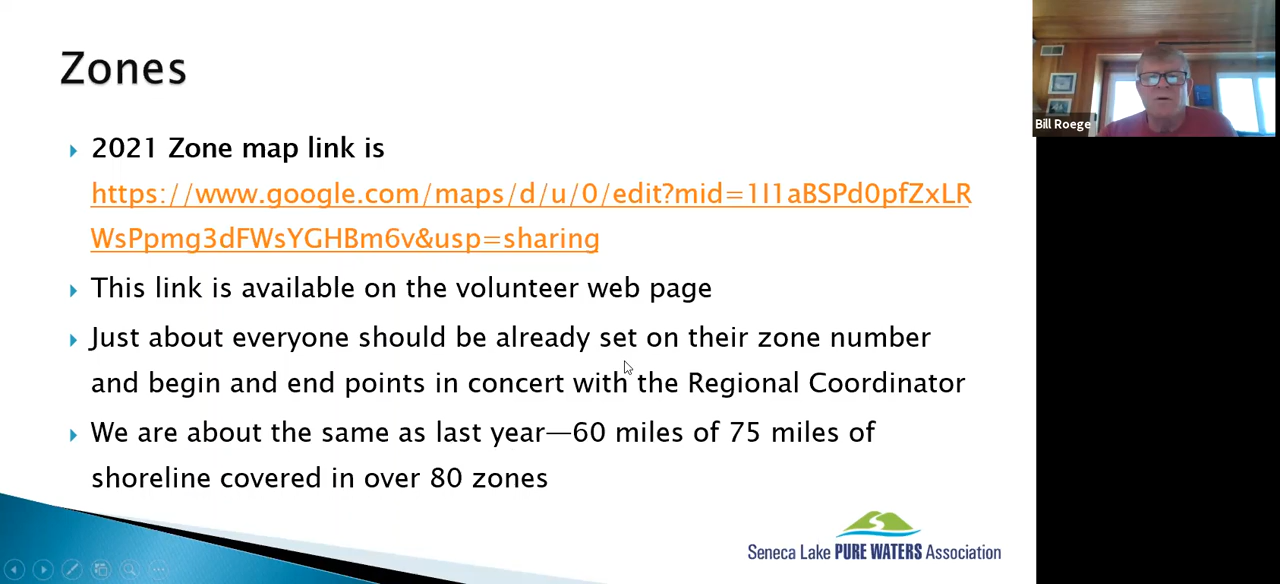 Zones
2021 Zone map link is
https://www.google.com/maps/d/u/0/edit?mid=1I1aBSPd0pfZxLR
WsPpmg3dFWsYGHBm6v&usp=sharing
This link is available on the volunteer web page
Just about everyone should be already set on their zone number
and begin and end points in concert with the Regional Coordinator
We are about the same as last year—60 miles of 75 miles of
shoreline covered in over 80 zones
Seneca Lake PURE WATERS Association
Bill Roege